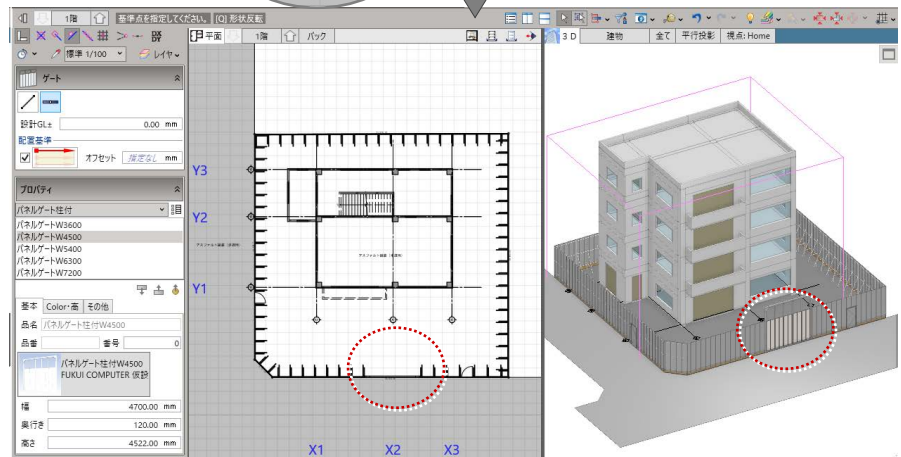 1階
基準点を指定してください。 [Q] 形状反転
標準 1/100
レイヤ
ゲート
設計GL±
0.00 mm
配置基準
オフセット 指定なし mm
プロパティ
パネルゲート柱付
パネルゲートW3600
パネルゲートW4500
パネルゲートW5400
パネルゲートW6300
パネルゲートW7200
基本 Color・高 その他
品名 パネルゲート柱付W4500
品番 番号 0
パネルゲート柱付W4500
FUKUI COMPUTER 仮設
幅 4700.00 mm
奥行き 120.00 mm
高さ 4522.00 mm
平面 1階 バック
Y3
Y2
Y1
X1 X2 X3
3 D 建物 全て 平行投影 視点: Home